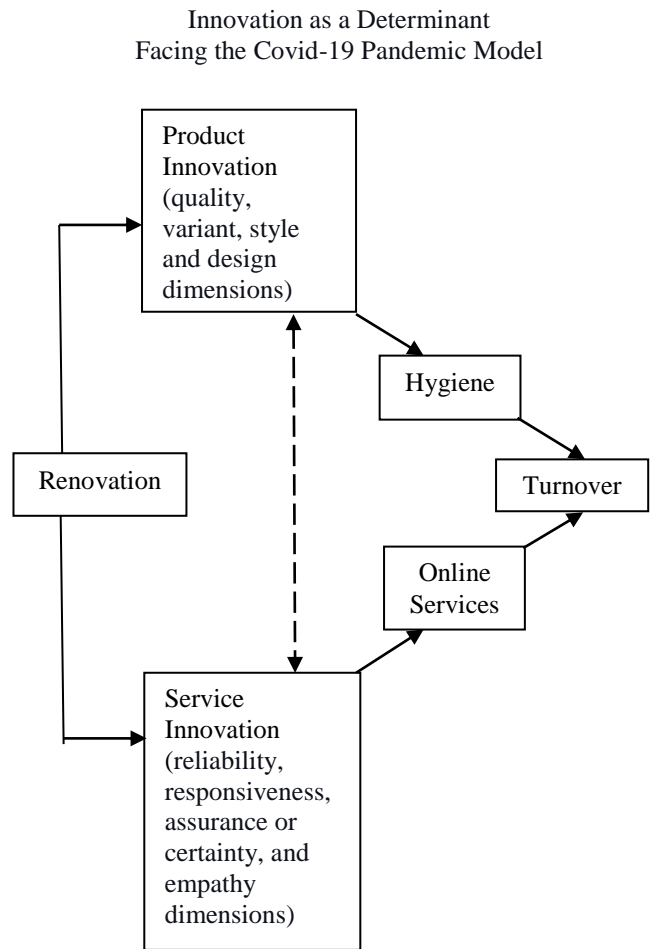 Innovation as a Determinant
Facing the Covid-19 Pandemic Model
Product
Innovation
(quality,
variant, style
and design
dimensions)
Hygiene
Renovation
Turnover
Online
Services
Service
Innovation
(reliability,
responsiveness,
assurance or
certainty, and
empathy
dimensions)